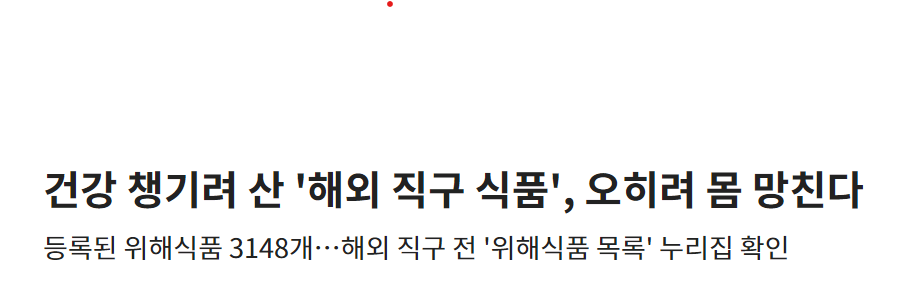 건강 챙기려 산 '해외 직구 식품', 오히려 몸 망친다
등록된 위해식품 3148개…해외 직구 전 '위해식품 목록' 누리집 확인